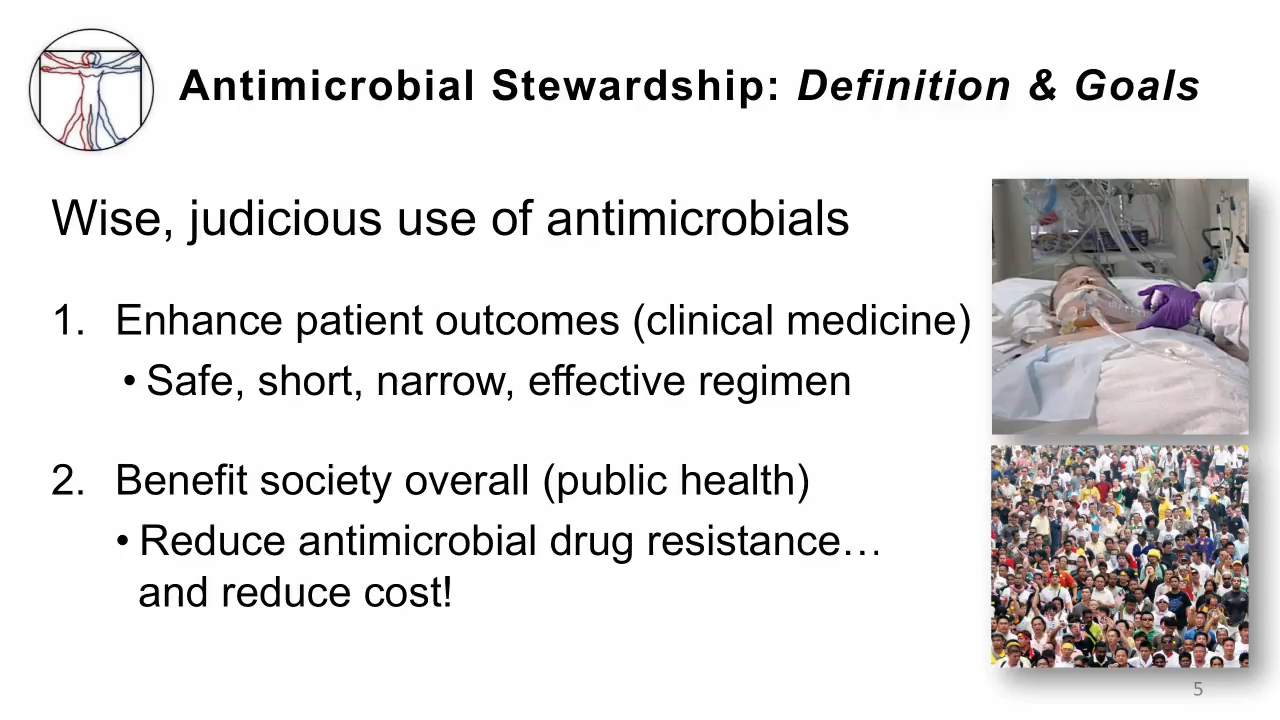 Antimicrobial Stewardship: Definition & Goals
Wise, judicious use of antimicrobials
1. Enhance patient outcomes (clinical medicine)
• Safe, short, narrow, effective regimen
2. Benefit society overall (public health)
• Reduce antimicrobial drug resistance…
and reduce cost!
5